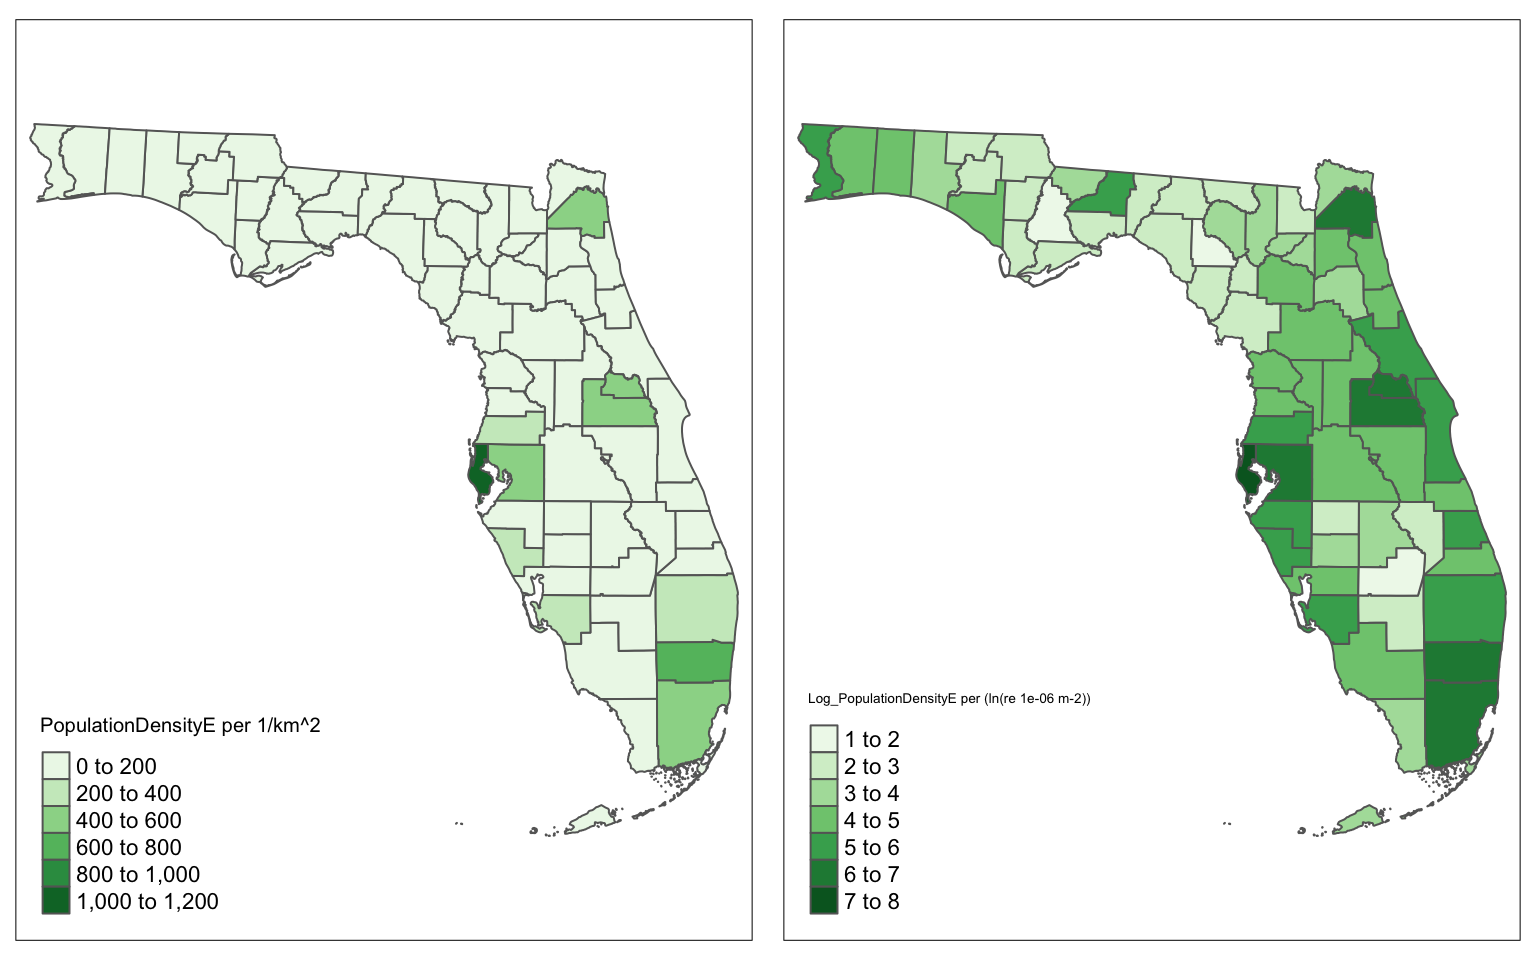 PopulationDensityE per 1/km^2
0 to 200
200 to 400
400 to 600
600 to 800
800 to 1,000
1,000 to 1,200
Log_PopulationDensityE per (ln(re 1e-06 m-2))
1 to 2
2 to 3
3 to 4
4 to 5
5 to 6
6 to 7
7 to 8